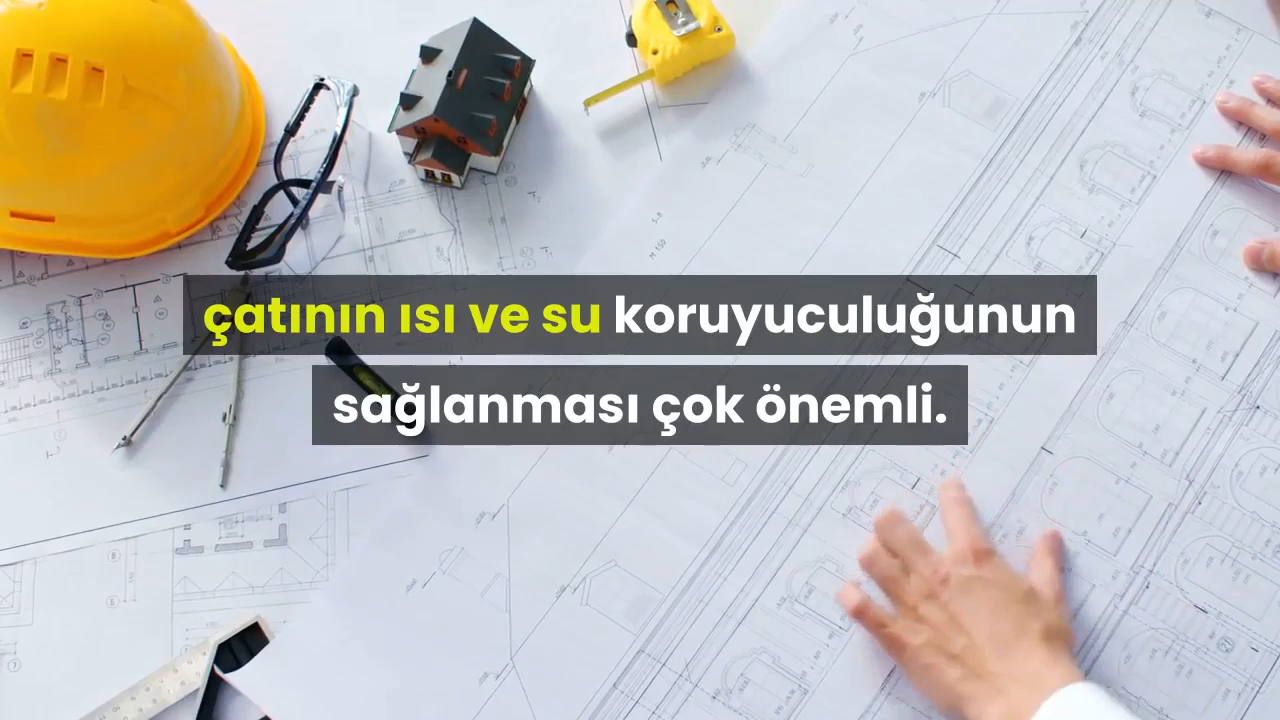 çatının ısı ve su koruyuculuğunun
sağlanması çok önemli.